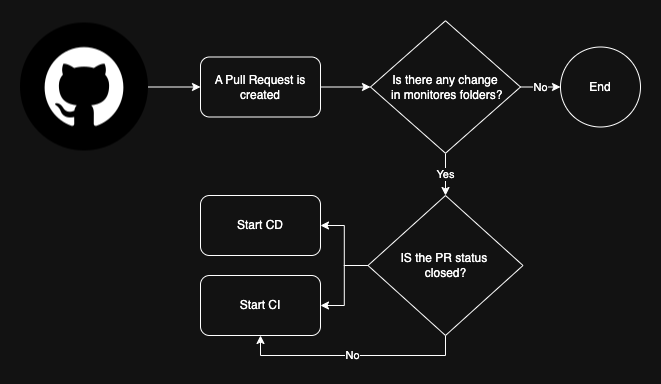 A Pull Request is
created
Is there any change
in monitores folders?
No
End
Yes
IS the PR status
closed?
Start CD
Start CI
No